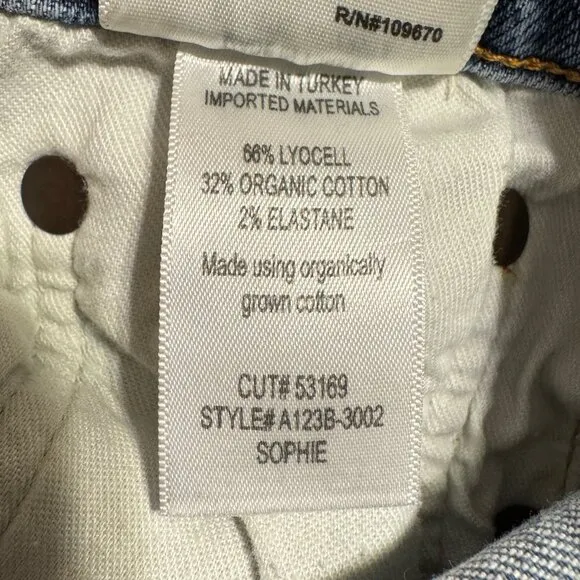 R/N#109670
MADE IN TURKEY
IMPORTED MATERIALS
66% LYOCELL
32% ORGANIC COTTON
2% ELASTANE
Made using organically
grown cotton
CUT# 53169
STYLE# A123B-3002
SOPHIE